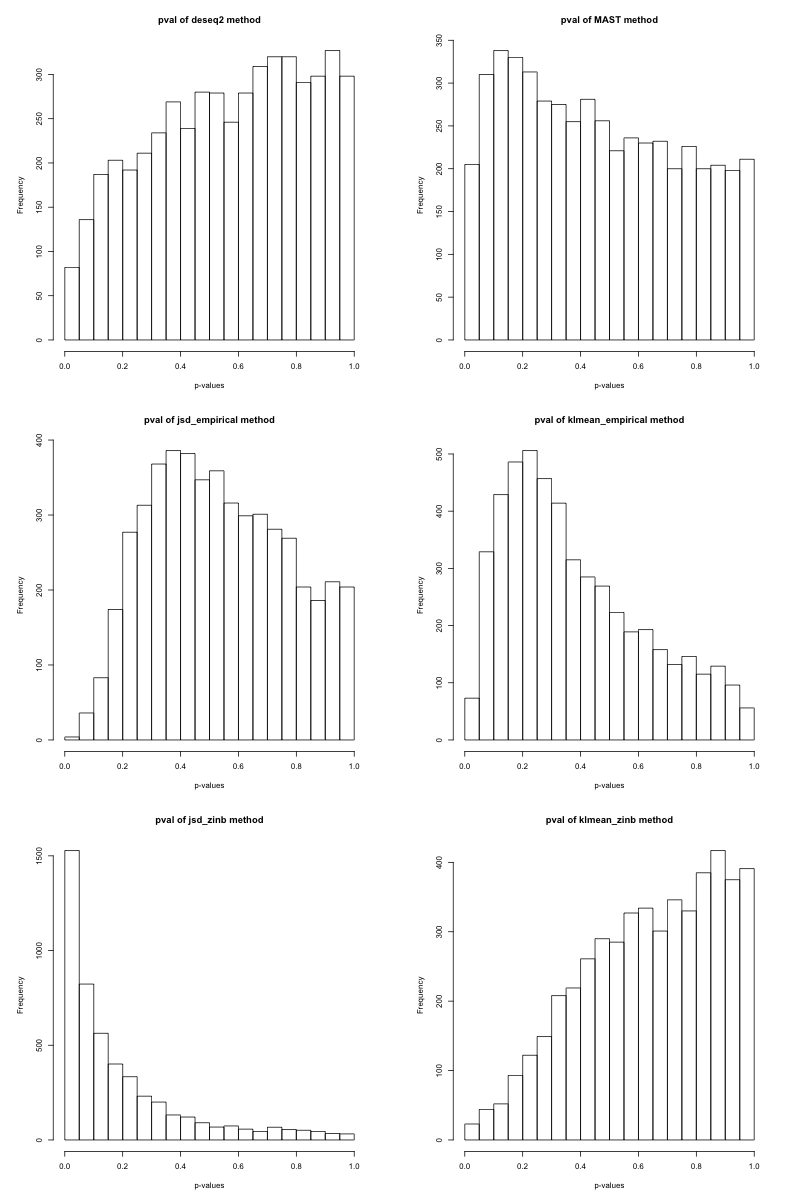 pval of deseq2 method
Frequency
0 50 100 150 200 250 300
0.0 0.2 0.4 0.6 0.8 1.0
p-values
pval of MAST method
Frequency
0 50 100 150 200 250 300 350
0.0 0.2 0.4 0.6 0.8 1.0
p-values
pval of jsd_empirical method
Frequency
0 100 200 300 400
0.0 0.2 0.4 0.6 0.8 1.0
p-values
pval of klmean_empirical method
Frequency
0 100 200 300 400 500
0.0 0.2 0.4 0.6 0.8 1.0
p-values
pval of jsd_zinb method
Frequency
0 500 1000 1500
0.0 0.2 0.4 0.6 0.8 1.0
p-values
pval of klmean_zinb method
Frequency
0 100 200 300 400
0.0 0.2 0.4 0.6 0.8 1.0
p-values